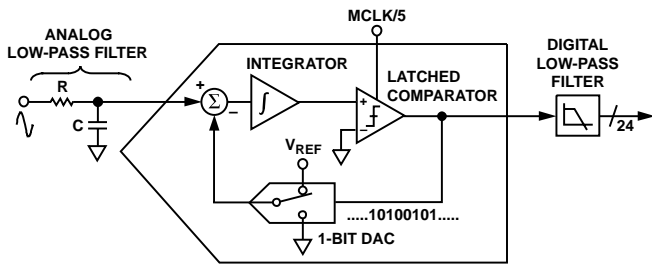 MCLK/5
ANALOG
LOW-PASS FILTER
INTEGRATOR
DIGITAL
LOW-PASS
FILTER
LATCHED
COMPARATOR
R
+
Σ
–
∫
+
–
C
24
VREF
.....10100101.....
1-BIT DAC